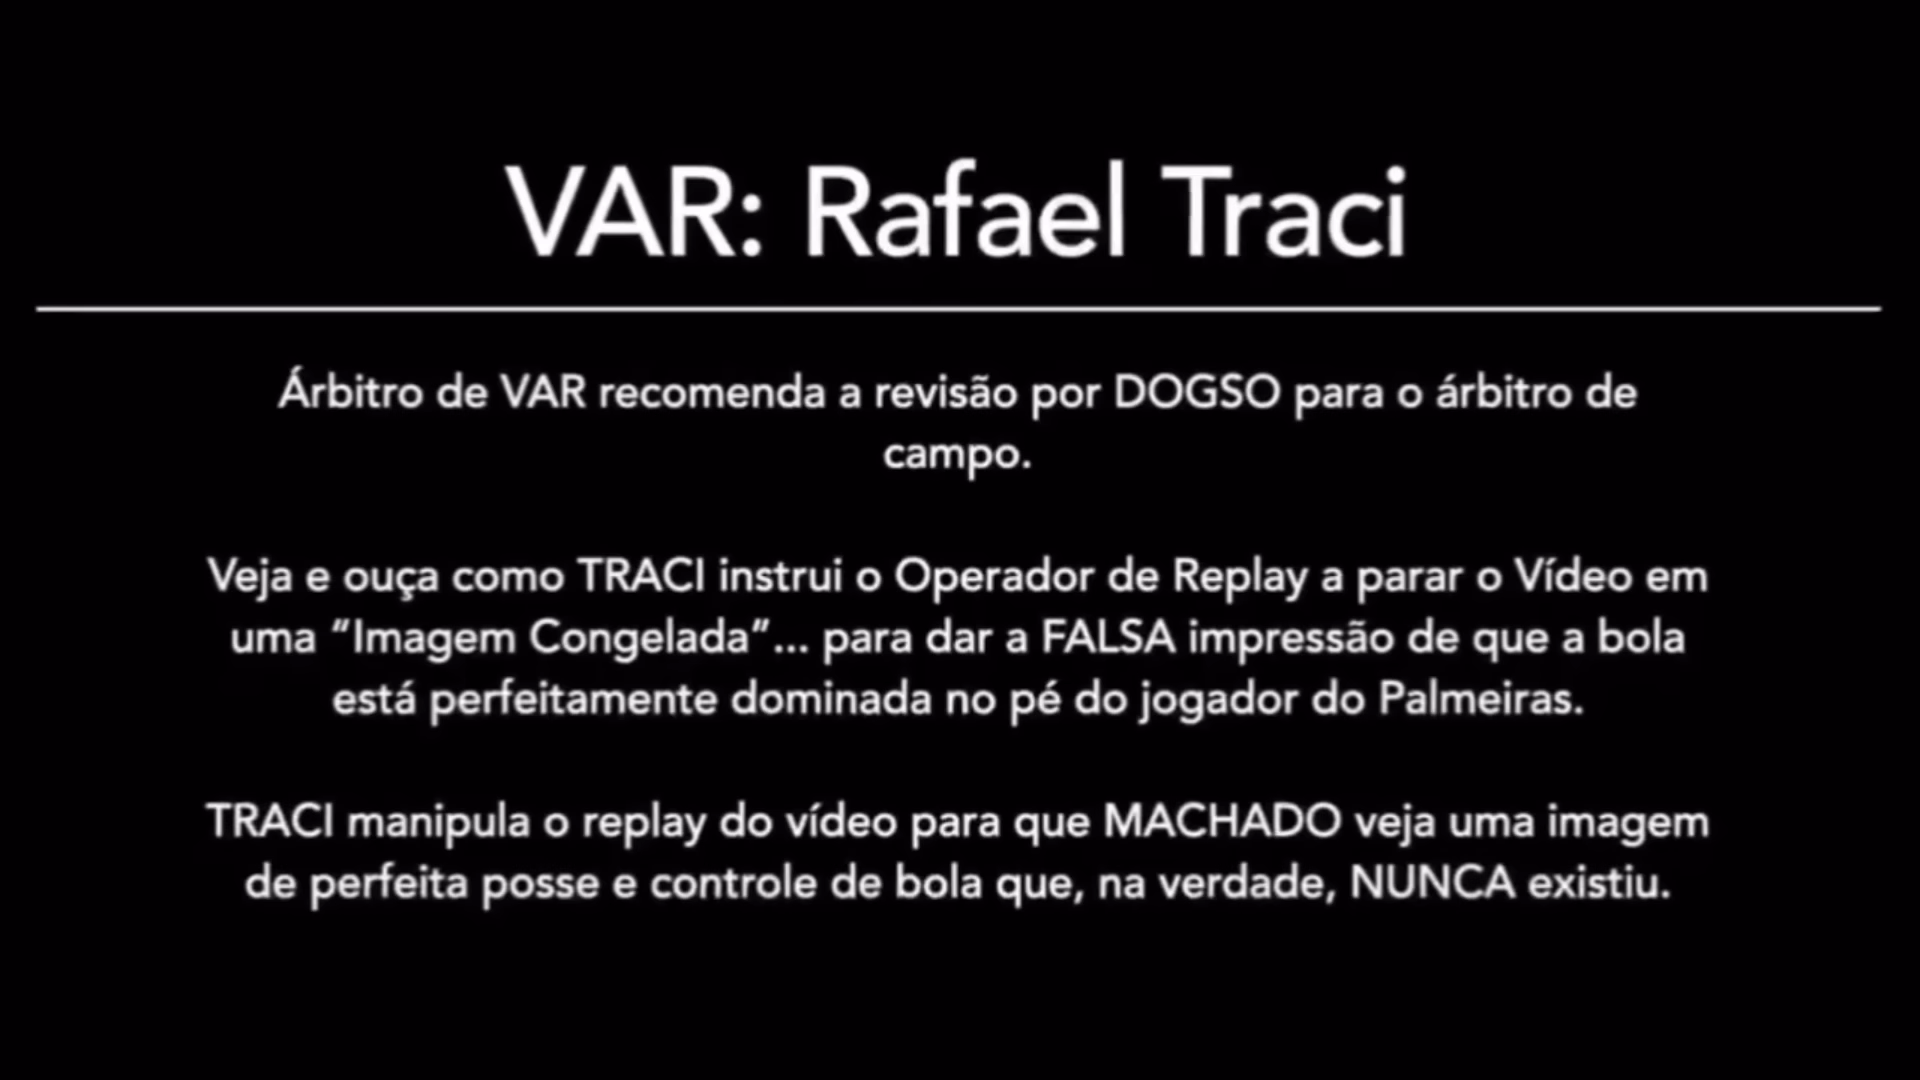 VAR: Rafael Traci
Árbitro de VAR recomenda a revisão por DOGSO para o árbitro de
campo.
Veja e ouça como TRACI instrui o Operador de Replay a parar o Vídeo em
uma “Imagem Congelada”... para dar a FALSA impressão de que a bola
está perfeitamente dominada no pé do jogador do Palmeiras.
TRACI manipula o replay do vídeo para que MACHADO veja uma imagem
de perfeita posse e controle de bola que, na verdade, NUNCA existiu.